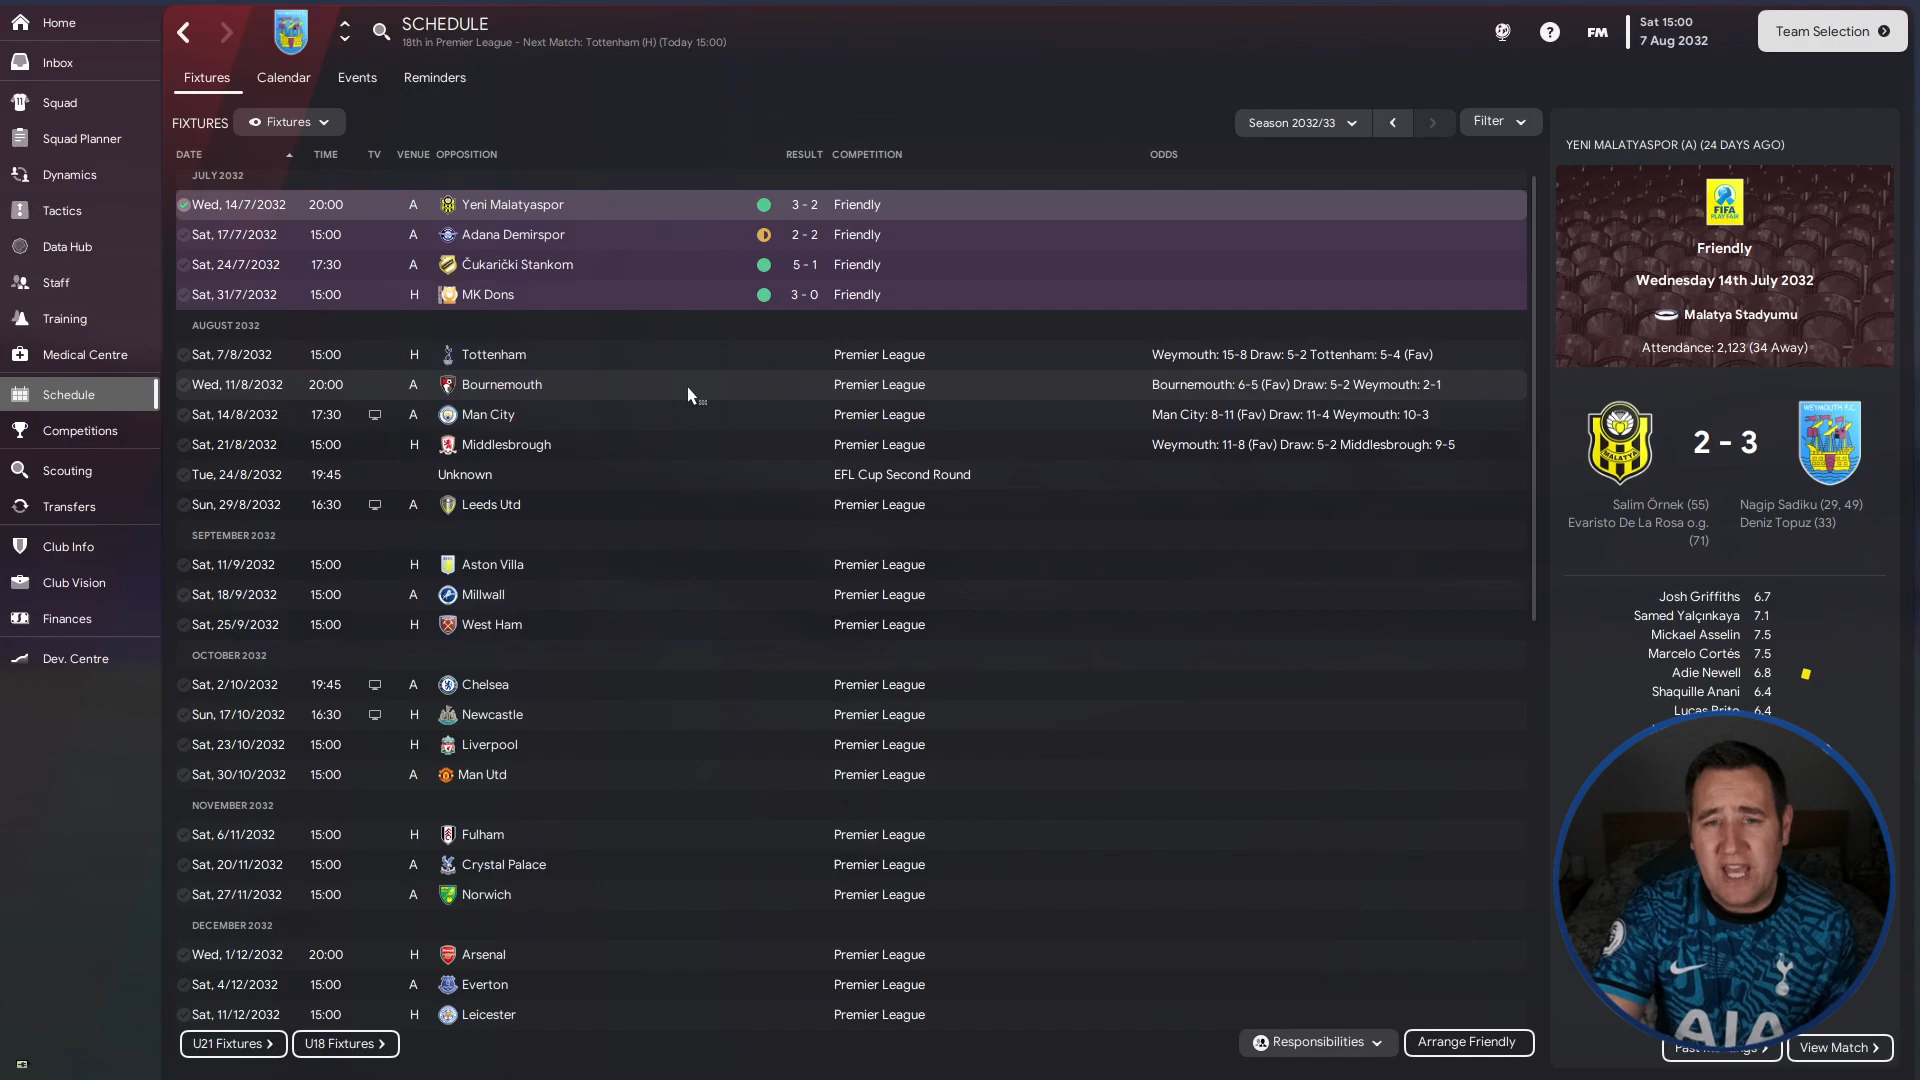 Home
Inbox
Squad
Squad Planner
Dynamics
Tactics
Data Hub
Staff
Training
Medical Centre
Schedule
Competitions
Scouting
Transfers
Club Info
Club Vision
Finances
Dev. Centre
SCHEDULE
18th in Premier League - Next Match: Tottenham (H) (Today 15:00)
FM
Sat 15:00
7 Aug 2032
Team Selection
Fixtures Calendar Events Reminders
FIXTURES Fixtures Season 2032/33 Filter
DATE TIME TV VENUE OPPOSITION RESULT COMPETITION ODDS
JULY 2032
Wed, 14/7/2032 20:00 A Yeni Malatyaspor 3 - 2 Friendly
Sat, 17/7/2032 15:00 A Adana Demirspor 2 - 2 Friendly
Sat, 24/7/2032 17:30 A Čukarički Stankom 5 - 1 Friendly
Sat, 31/7/2032 15:00 H MK Dons 3 - 0 Friendly
AUGUST 2032
Sat, 7/8/2032 15:00 H Tottenham Premier League Weymouth: 15-8 Draw: 5-2 Tottenham: 5-4 (Fav)
Wed, 11/8/2032 20:00 A Bournemouth Premier League Bournemouth: 6-5 (Fav) Draw: 5-2 Weymouth: 2-1
Sat, 14/8/2032 17:30 A Man City Premier League Man City: 8-11 (Fav) Draw: 11-4 Weymouth: 10-3
Sat, 21/8/2032 15:00 H Middlesbrough Premier League Weymouth: 11-8 (Fav) Draw: 5-2 Middlesbrough: 9-5
Tue, 24/8/2032 19:45 Unknown EFL Cup Second Round
Sun, 29/8/2032 16:30 A Leeds Utd Premier League
SEPTEMBER 2032
Sat, 11/9/2032 15:00 H Aston Villa Premier League
Sat, 18/9/2032 15:00 A Millwall Premier League
Sat, 25/9/2032 15:00 H West Ham Premier League
OCTOBER 2032
Sat, 2/10/2032 19:45 A Chelsea Premier League
Sun, 17/10/2032 16:30 H Newcastle Premier League
Sat, 23/10/2032 15:00 H Liverpool Premier League
Sat, 30/10/2032 15:00 A Man Utd Premier League
NOVEMBER 2032
Sat, 6/11/2032 15:00 H Fulham Premier League
Sat, 20/11/2032 15:00 A Crystal Palace Premier League
Sat, 27/11/2032 15:00 A Norwich Premier League
DECEMBER 2032
Wed, 1/12/2032 20:00 H Arsenal Premier League
Sat, 4/12/2032 15:00 A Everton Premier League
Sat, 11/12/2032 15:00 H Leicester Premier League
U21 Fixtures U18 Fixtures Responsibilities Arrange Friendly
YENI MALATYASPOR (A) (24 DAYS AGO)
FIFA
PLAY FAIR
Friendly
Wednesday 14th July 2032
Malatya Stadyumu
Attendance: 2,123 (34 Away)
MALATYA
WEYMOUTH F.C.
2 - 3
Salim Örnek (55)
Evaristo De La Rosa o.g.
(71)
Nagip Sadiku (29, 49)
Deniz Topuz (33)
Josh Griffiths 6.7
Samed Yalçınkaya 7.1
Mickael Asselin 7.5
Marcelo Cortés 7.5
Adie Newell 6.8
Shaquille Anani 6.4
Lucas Brito 6.4
AIA
View Match